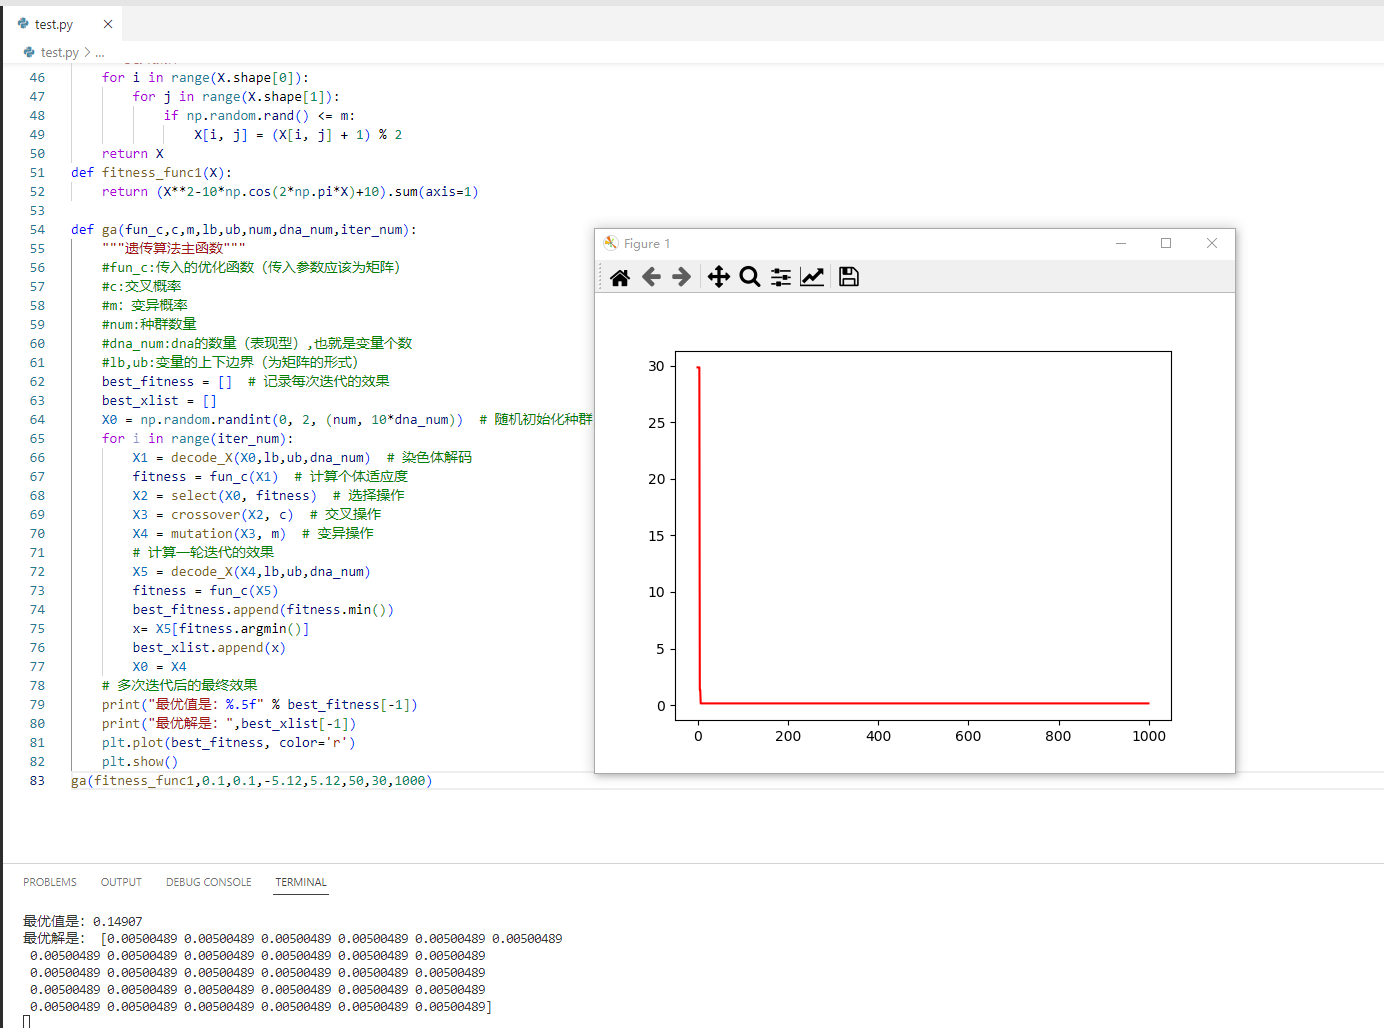 test.py
test.py > ...
46 for i in range(X.shape[0]):
47 for j in range(X.shape[1]):
48 if np.random.rand() <= m:
49 X[i, j] = (X[i, j] + 1) % 2
50 return X
51 def fitness_func1(X):
52 return (X**2-10*np.cos(2*np.pi*X)+10).sum(axis=1)
53
54 def ga(fun_c,c,m,lb,ub,num,dna_num,iter_num):
55 """遗传算法主函数"""
56 #fun_c:传入的优化函数（传入参数应该为矩阵）
57 #c:交叉概率
58 #m: 变异概率
59 #num:种群数量
60 #dna_num:dna的数量（表现型）,也就是变量个数
61 #lb,ub:变量的上下边界（为矩阵的形式）
62 best_fitness = [] # 记录每次迭代的效果
63 best_xlist = []
64 X0 = np.random.randint(0, 2, (num, 10*dna_num)) # 随机初始化种群
65 for i in range(iter_num):
66 X1 = decode_X(X0,lb,ub,dna_num) # 染色体解码
67 fitness = fun_c(X1) # 计算个体适应度
68 X2 = select(X0, fitness) # 选择操作
69 X3 = crossover(X2, c) # 交叉操作
70 X4 = mutation(X3, m) # 变异操作
71 # 计算一轮迭代的效果
72 X5 = decode_X(X4,lb,ub,dna_num)
73 fitness = fun_c(X5)
74 best_fitness.append(fitness.min())
75 x= X5[fitness.argmin()]
76 best_xlist.append(x)
77 X0 = X4
78 # 多次迭代后的最终效果
79 print("最优值是：%.5f" % best_fitness[-1])
80 print("最优解是：",best_xlist[-1])
81 plt.plot(best_fitness, color='r')
82 plt.show()
83 ga(fitness_func1,0.1,0.1,-5.12,5.12,50,30,1000)
Figure 1
30
25
20
15
10
5
0
0 200 400 600 800 1000
PROBLEMS OUTPUT DEBUG CONSOLE TERMINAL
最优值是：0.14907
最优解是： [0.00500489 0.00500489 0.00500489 0.00500489 0.00500489 0.00500489
0.00500489 0.00500489 0.00500489 0.00500489 0.00500489 0.00500489
0.00500489 0.00500489 0.00500489 0.00500489 0.00500489 0.00500489
0.00500489 0.00500489 0.00500489 0.00500489 0.00500489 0.00500489
0.00500489 0.00500489 0.00500489 0.00500489 0.00500489 0.00500489]